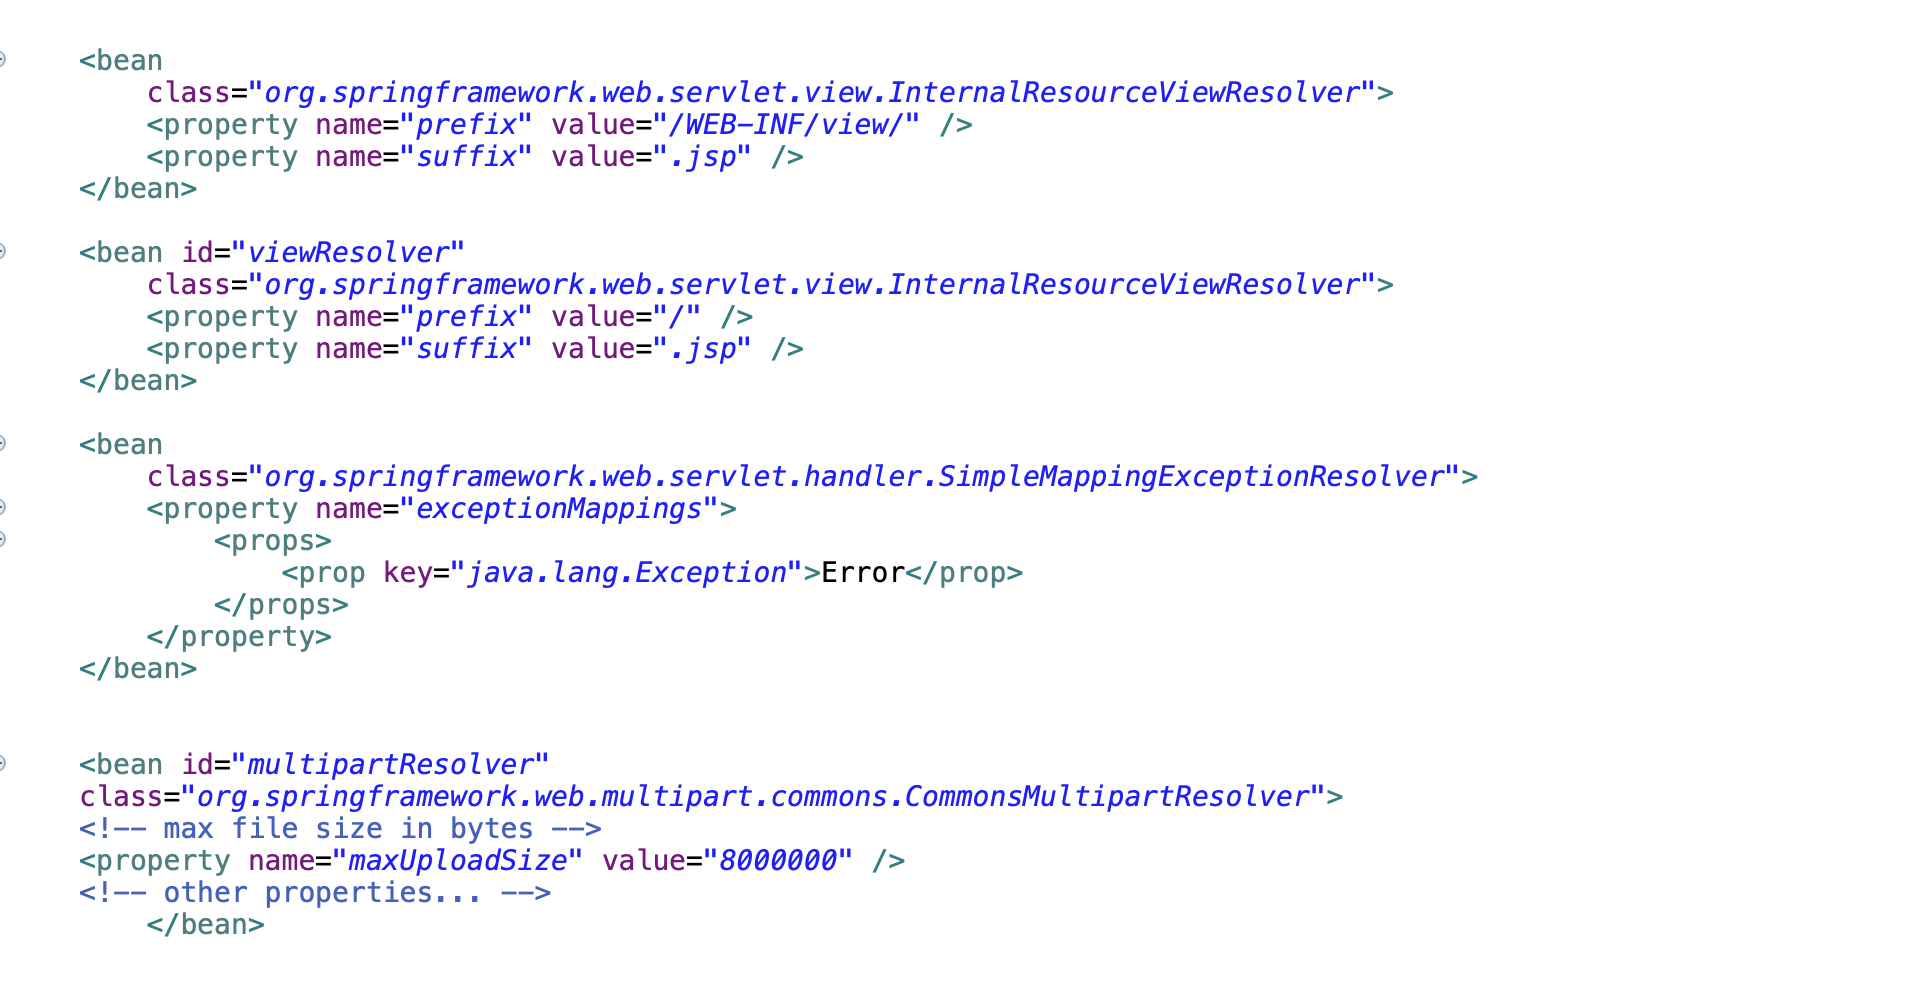 <bean
class="org.springframework.web.servlet.view.InternalResourceViewResolver">
<property name="prefix" value="/WEB-INF/view/" />
<property name="suffix" value=".jsp" />
</bean>
<bean id="viewResolver"
class="org.springframework.web.servlet.view.InternalResourceViewResolver">
<property name="prefix" value="/" />
<property name="suffix" value=".jsp" />
</bean>
<bean
class="org.springframework.web.servlet.handler.SimpleMappingExceptionResolver">
<property name="exceptionMappings">
<props>
<prop key="java.lang.Exception">Error</prop>
</props>
</property>
</bean>
<bean id="multipartResolver"
class="org.springframework.web.multipart.commons.CommonsMultipartResolver">
<!-- max file size in bytes -->
<property name="maxUploadSize" value="8000000" />
<!-- other properties... -->
</bean>